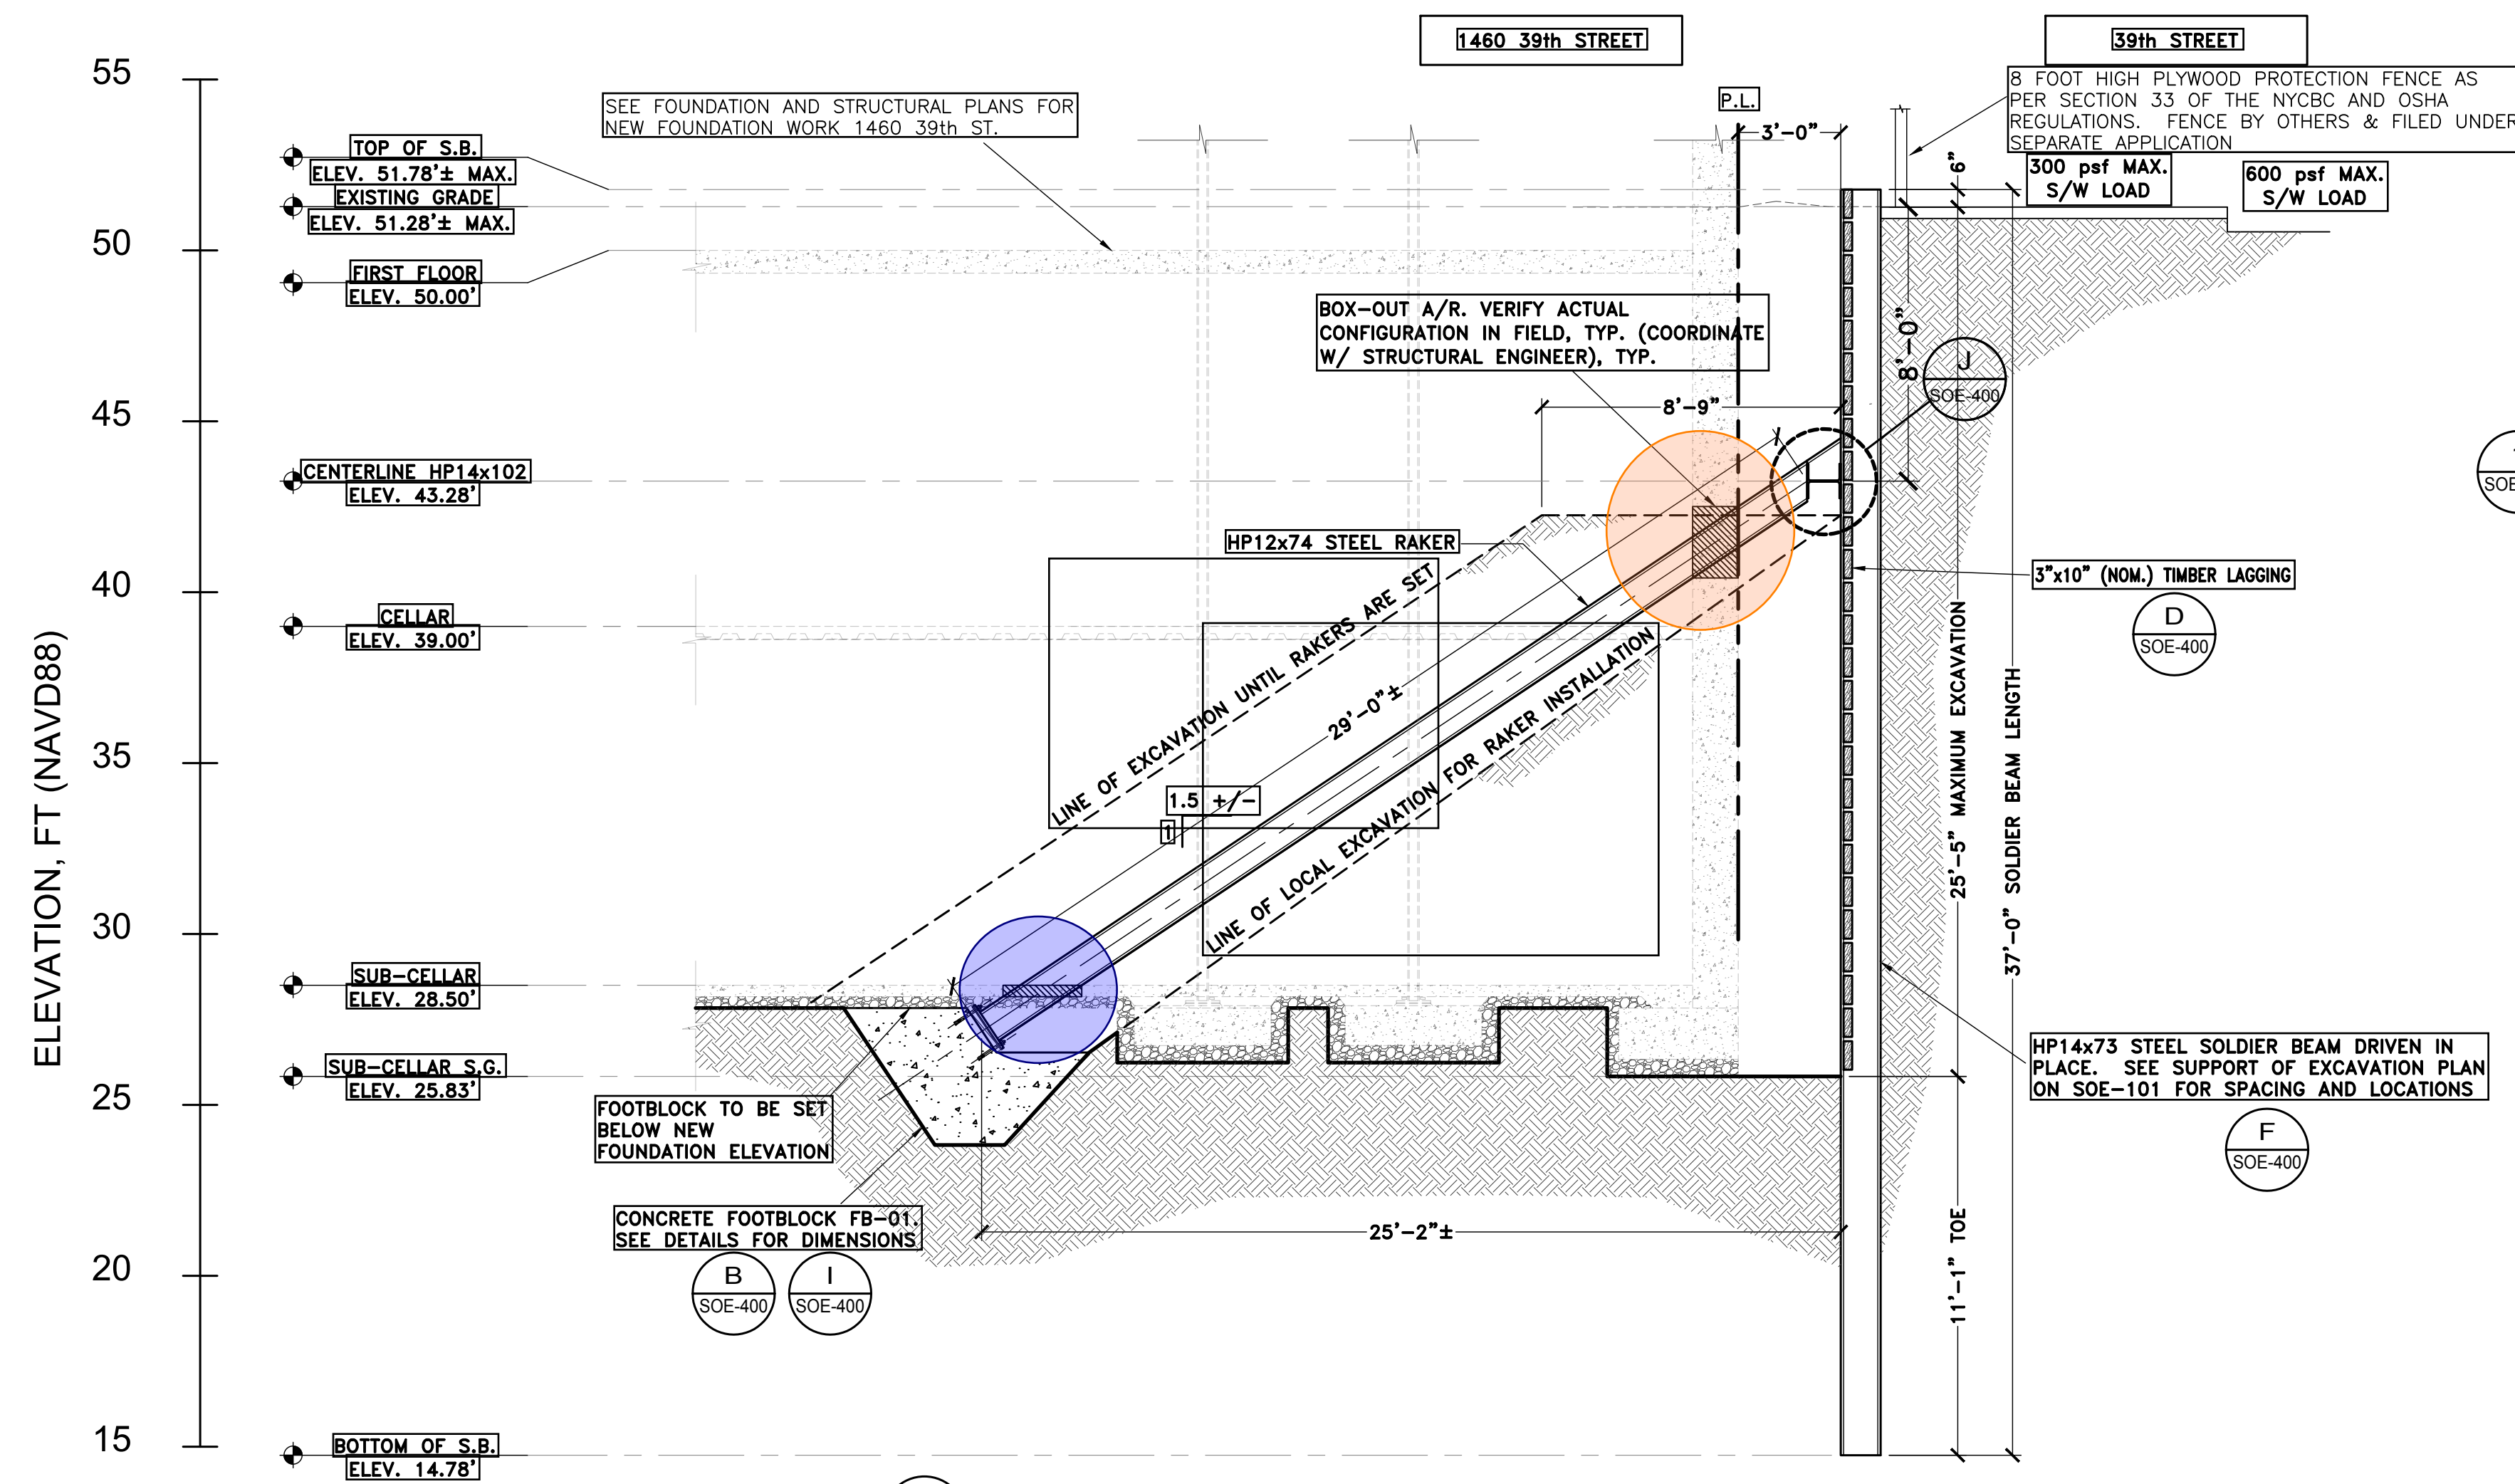 1460 39th STREET
39th STREET
55
SEE FOUNDATION AND STRUCTURAL PLANS FOR
NEW FOUNDATION WORK 1460 39th ST.
P.L.
3'-0"
8 FOOT HIGH PLYWOOD PROTECTION FENCE AS
PER SECTION 33 OF THE NYCBC AND OSHA
REGULATIONS.  FENCE BY OTHERS & FILED UNDER
SEPARATE APPLICATION
TOP OF S.B.
ELEV. 51.78'± MAX.
EXISTING GRADE
ELEV. 51.28'± MAX.
6"
300 psf MAX.
S/W LOAD
600 psf MAX.
S/W LOAD
50
FIRST FLOOR
ELEV. 50.00'
BOX-OUT A/R. VERIFY ACTUAL
CONFIGURATION IN FIELD, TYP. (COORDINATE
W/ STRUCTURAL ENGINEER), TYP.
8'-0"
J
SOE-400
45
8'-9"
CENTERLINE HP14x102
ELEV. 43.28'
HP12x74 STEEL RAKER
40
CELLAR
ELEV. 39.00'
3"x10" (NOM.) TIMBER LAGGING
D
SOE-400
LINE OF EXCAVATION UNTIL RAKERS ARE SET
29'-0"±
LINE OF LOCAL EXCAVATION FOR RAKER INSTALLATION
1.5 +/-
1
25'-5" MAXIMUM EXCAVATION
37'-0" SOLDIER BEAM LENGTH
ELEVATION, FT (NAVD88)
35
30
SUB-CELLAR
ELEV. 28.50'
SUB-CELLAR S.G.
ELEV. 25.83'
25
FOOTBLOCK TO BE SET
BELOW NEW
FOUNDATION ELEVATION
HP14x73 STEEL SOLDIER BEAM DRIVEN IN
PLACE.  SEE SUPPORT OF EXCAVATION PLAN
ON SOE-101 FOR SPACING AND LOCATIONS
F
SOE-400
CONCRETE FOOTBLOCK FB-01.
SEE DETAILS FOR DIMENSIONS
25'-2"±
11'-1" TOE
B
SOE-400
I
SOE-400
20
15
BOTTOM OF S.B.
ELEV. 14.78'